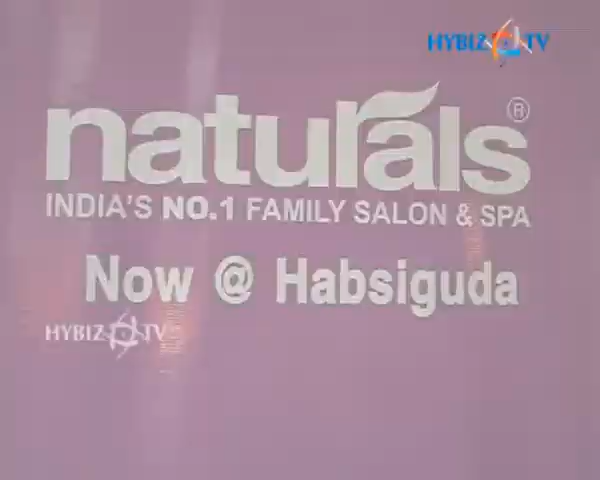 HYBIZ TV
naturals®
INDIA'S NO.1 FAMILY SALON & SPA
Now @ Habsiguda
HYBIZ TV